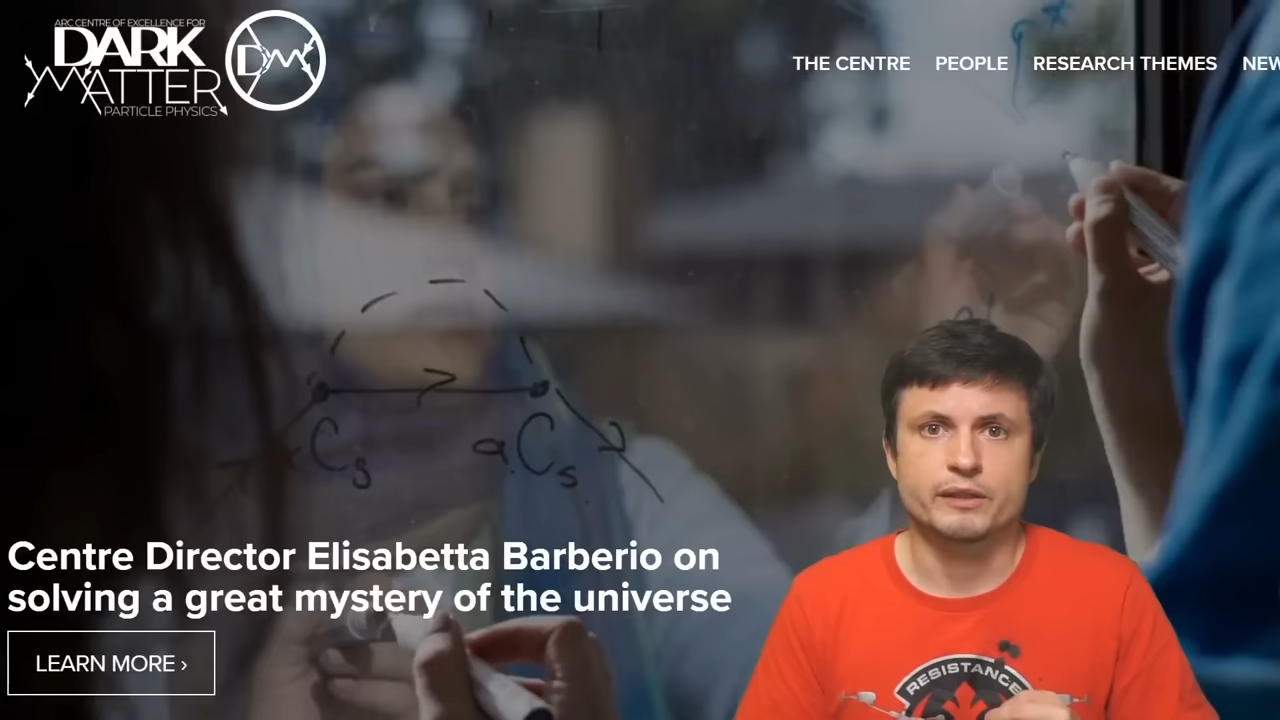 ARC CENTRE OF EXCELLENCE FOR
DARK
MATTER
PARTICLE PHYSICS
DM
THE CENTRE PEOPLE RESEARCH THEMES NEW
Cs aCs
Centre Director Elisabetta Barberio on
solving a great mystery of the universe
LEARN MORE ›
RESISTANCE